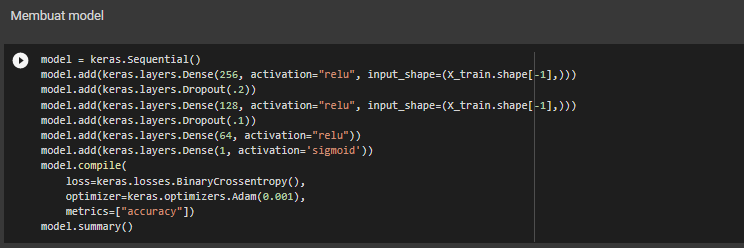 Membuat model
model = keras.Sequential()
model.add(keras.layers.Dense(256, activation="relu", input_shape=(X_train.shape[-1],)))
model.add(keras.layers.Dropout(.2))
model.add(keras.layers.Dense(128, activation="relu", input_shape=(X_train.shape[-1],)))
model.add(keras.layers.Dropout(.1))
model.add(keras.layers.Dense(64, activation="relu"))
model.add(keras.layers.Dense(1, activation='sigmoid'))
model.compile(
    loss=keras.losses.BinaryCrossentropy(),
    optimizer=keras.optimizers.Adam(0.001),
    metrics=["accuracy"])
model.summary()